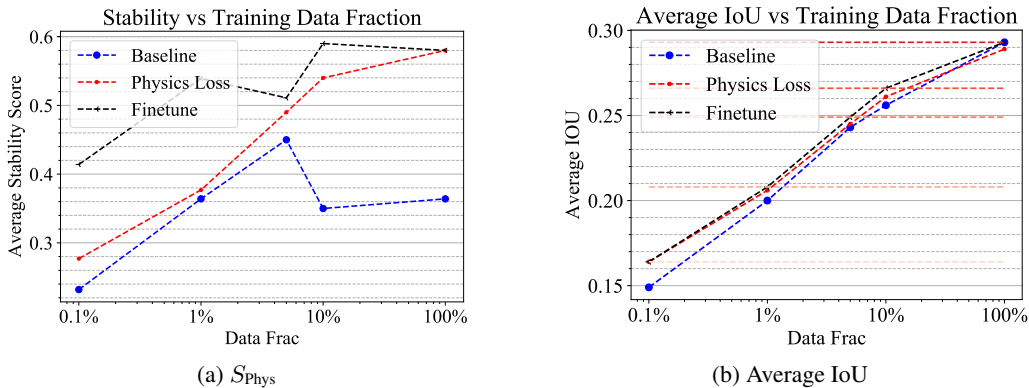 Stability vs Training Data Fraction
0.6
0.5
0.4
0.3
Average Stability Score
Baseline
Physics Loss
Finetune
0.1%
1%
10%
100%
Data Frac
(a) SPhys
Average IoU vs Training Data Fraction
0.30
0.25
0.20
0.15
Average IOU
Baseline
Physics Loss
Finetune
0.1%
1%
10%
100%
Data Frac
(b) Average IoU